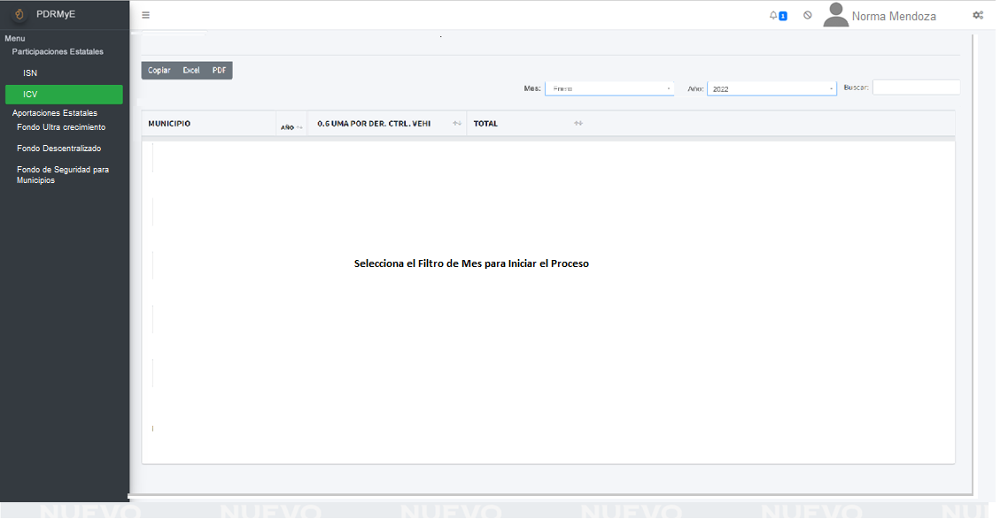 PDRMyE
1
Norma Mendoza
Menu
Participaciones Estatales
ISN
ICV
Aportaciones Estatales
Fondo Ultra crecimiento
Fondo Descentralizado
Fondo de Seguridad para
Municipios
Copiar Excel PDF
Mes: Enero Año: 2022 Buscar:
MUNICIPIO AÑO 0.6 UMA POR DER. CTRL. VEHI TOTAL
Selecciona el Filtro de Mes para Iniciar el Proceso
NUEVO NUEVO NUEVO NUEVO NUEVO